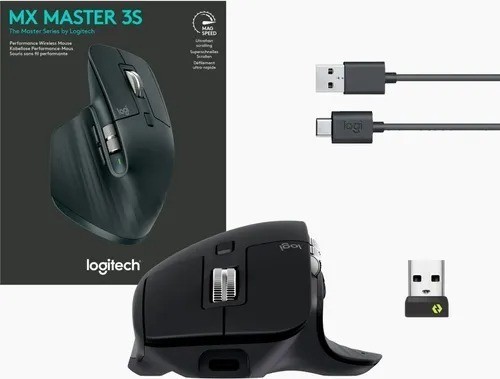 MX MASTER 3S
The Master Series by Logitech
Performance Wireless Mouse
Kabellose Performance-Maus
Souris sans fil performante
MAG
SPEED
Ultrafast
scrolling
Superschnelles
Scrollen
Défilement
ultra-rapide
logi
logi
logi
logitech